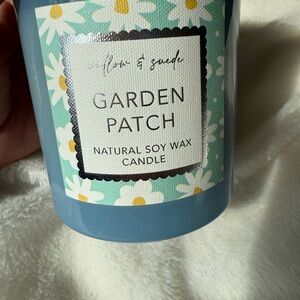 willow & suede
GARDEN
PATCH
NATURAL SOY WAX
CANDLE